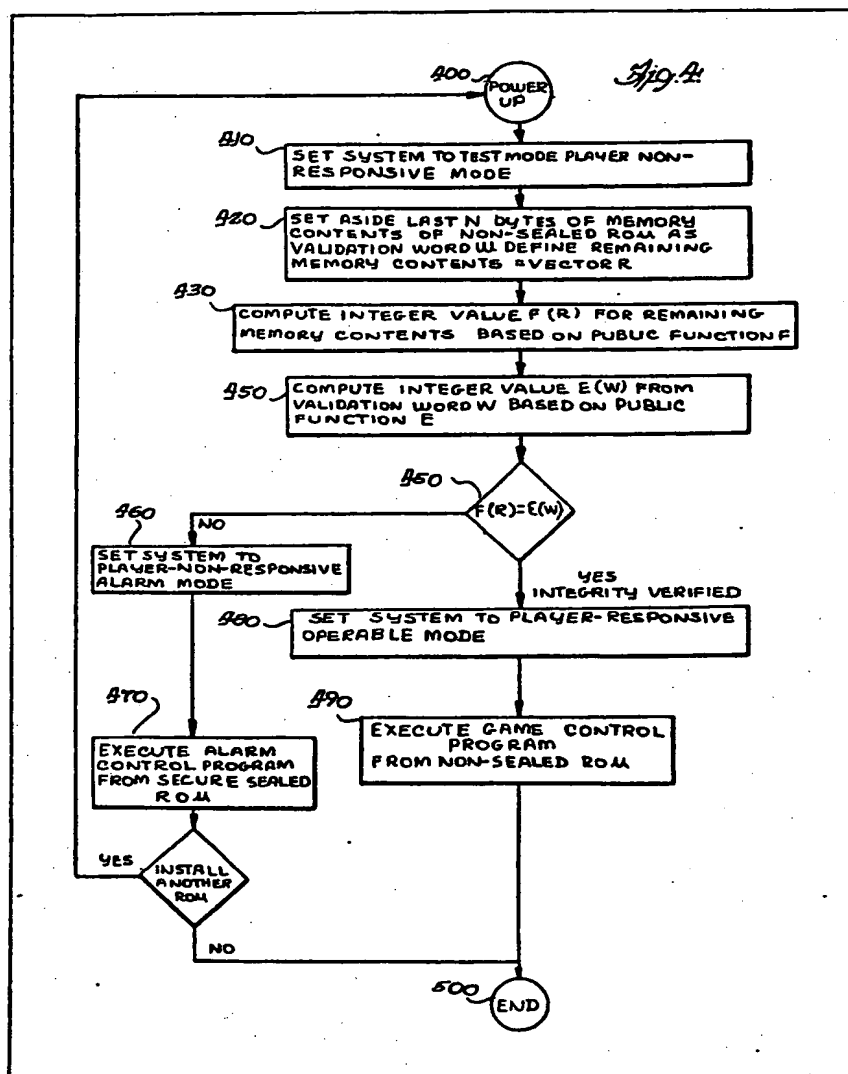 Fig. 4
400
POWER
UP
410
SET SYSTEM TO TEST MODE PLAYER NON-
RESPONSIVE MODE
420
SET ASIDE LAST N BYTES OF MEMORY
CONTENTS OF NON-SEALED ROM AS
VALIDATION WORD W. DEFINE REMAINING
MEMORY CONTENTS =VECTOR R
430
COMPUTE INTEGER VALUE F(R) FOR REMAINING
MEMORY CONTENTS BASED ON PUBLIC FUNCTION F
450
COMPUTE INTEGER VALUE E(W) FROM
VALIDATION WORD W BASED ON PUBLIC
FUNCTION E
450
F(R)=E(W)
NO
460
SET SYSTEM TO
PLAYER-NON-RESPONSIVE
ALARM MODE
YES
INTEGRITY VERIFIED
480
SET SYSTEM TO PLAYER-RESPONSIVE
OPERABLE MODE
470
EXECUTE ALARM
CONTROL PROGRAM
FROM SECURE SEALED
ROM
490
EXECUTE GAME CONTROL
PROGRAM
FROM NON-SEALED ROM
YES
INSTALL
ANOTHER
ROM
NO
500
END